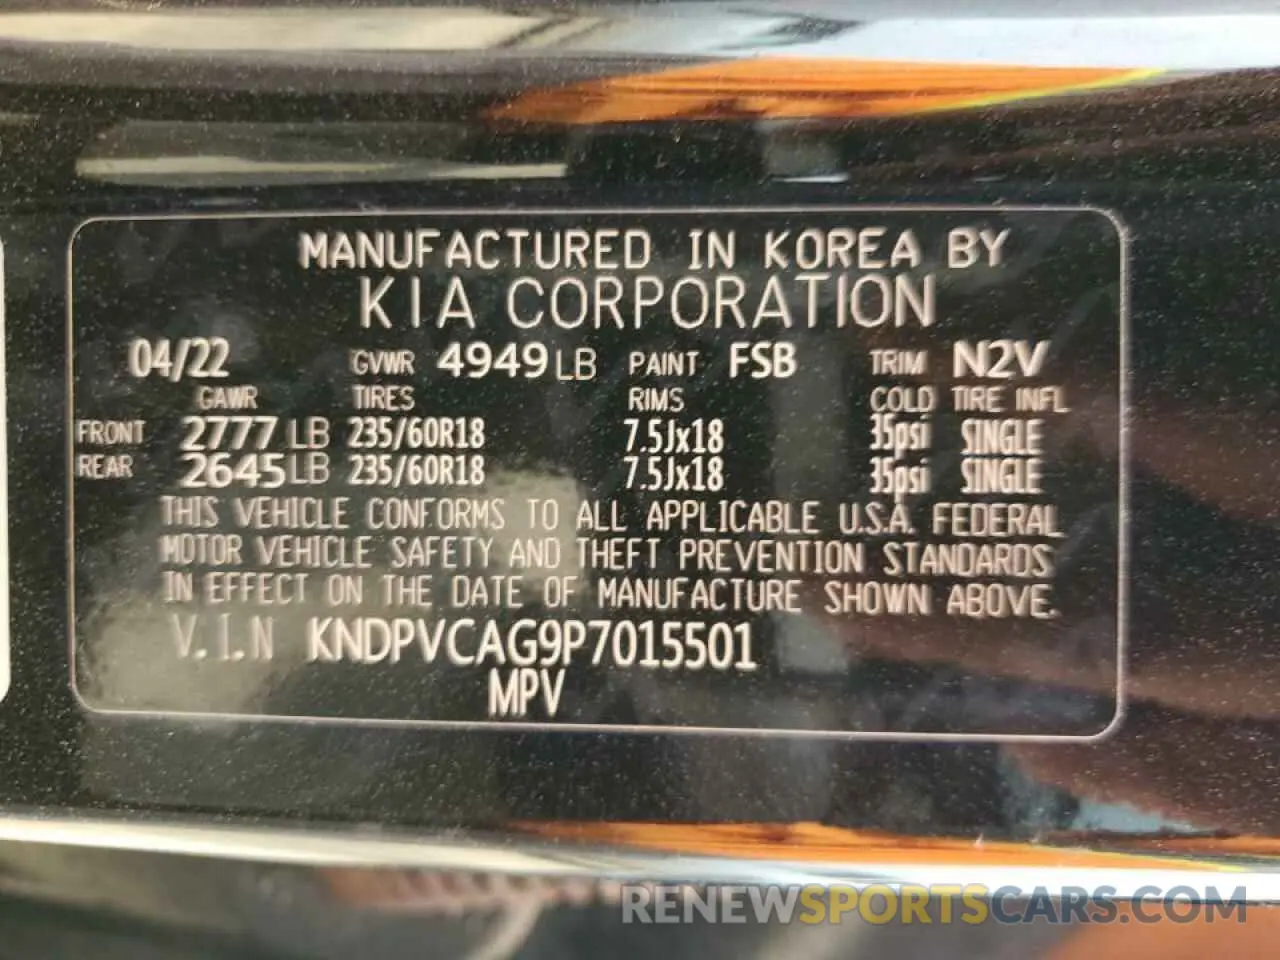 MANUFACTURED IN KOREA BY
KIA CORPORATION
04/22 GVWR 4949 LB PAINT FSB TRIM N2V
GAWR TIRES RIMS COLD TIRE INFL
FRONT 2777 LB 235/60R18 7.5Jx18 35psi SINGLE
REAR 2645 LB 235/60R18 7.5Jx18 35psi SINGLE
THIS VEHICLE CONFORMS TO ALL APPLICABLE U.S.A. FEDERAL
MOTOR VEHICLE SAFETY AND THEFT PREVENTION STANDARDS
IN EFFECT ON THE DATE OF MANUFACTURE SHOWN ABOVE.
V.I.N KNDPVCAG9P7015501
MPV
RENEWSPORTSCARS.COM